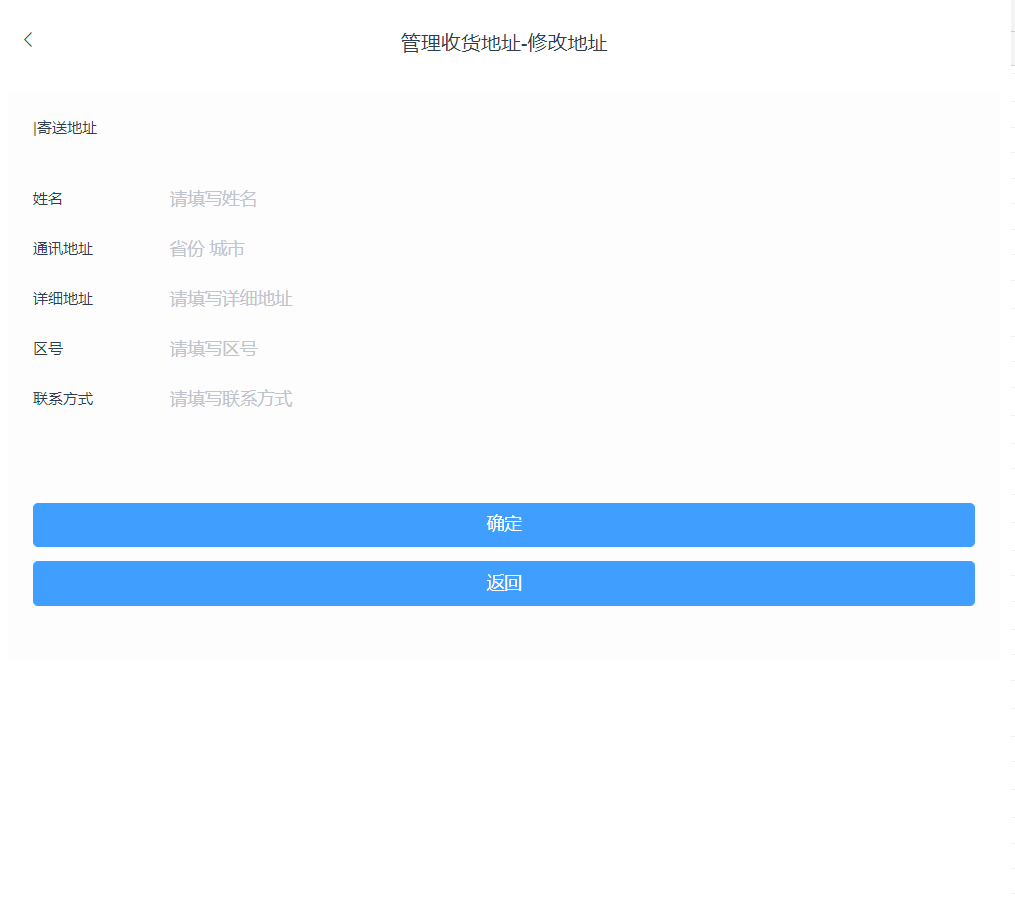 管理收货地址-修改地址
|寄送地址
姓名 请填写姓名
通讯地址 省份 城市
详细地址 请填写详细地址
区号 请填写区号
联系方式 请填写联系方式
确定
返回